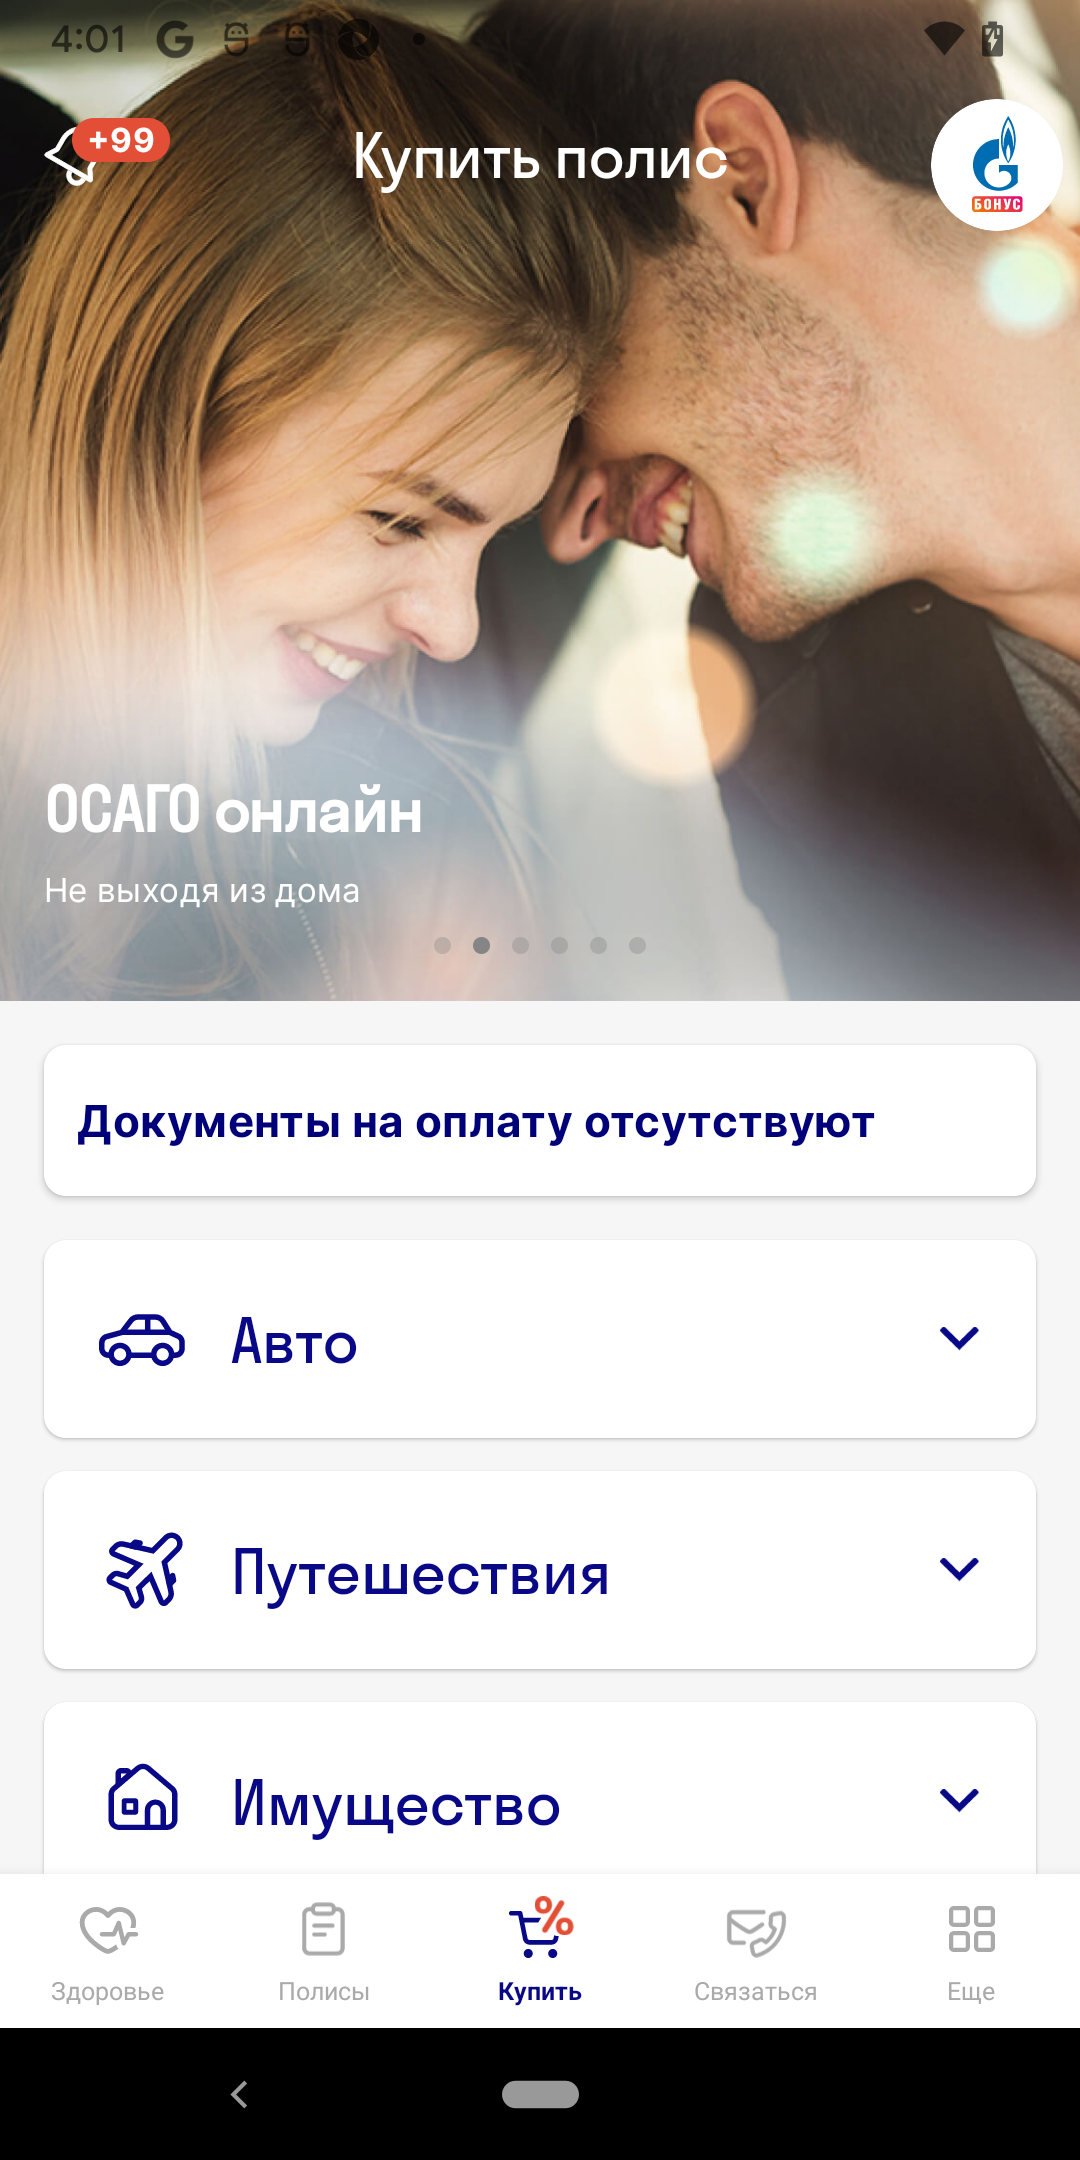 4:01
+99
Купить полис
БОНУС
ОСАГО онлайн
Не выходя из дома
Документы на оплату отсутствуют
Авто
Путешествия
Имущество
Здоровье
Полисы
Купить
Связаться
Еще